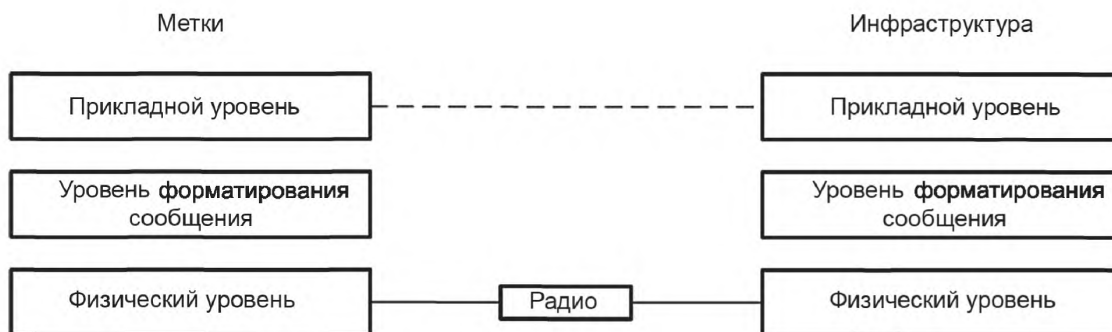 Метки
Инфраструктура
Прикладной уровень
Прикладной уровень
Уровень форматирования
сообщения
Уровень форматирования
сообщения
Физический уровень
Радио
Физический уровень